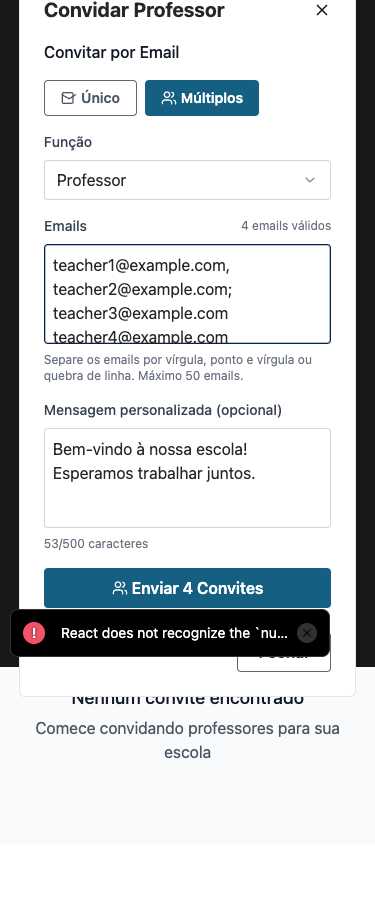 Convidar Professor
Convitar por Email
Único
Múltiplos
Função
Professor
Emails
4 emails válidos
teacher1@example.com,
teacher2@example.com;
teacher3@example.com
teacher4@example.com
Separe os emails por vírgula, ponto e vírgula ou
quebra de linha. Máximo 50 emails.
Mensagem personalizada (opcional)
Bem-vindo à nossa escola!
Esperamos trabalhar juntos.
53/500 caracteres
Enviar 4 Convites
React does not recognize the `nu...
Nenhum convite encontrado
Comece convidando professores para sua
escola